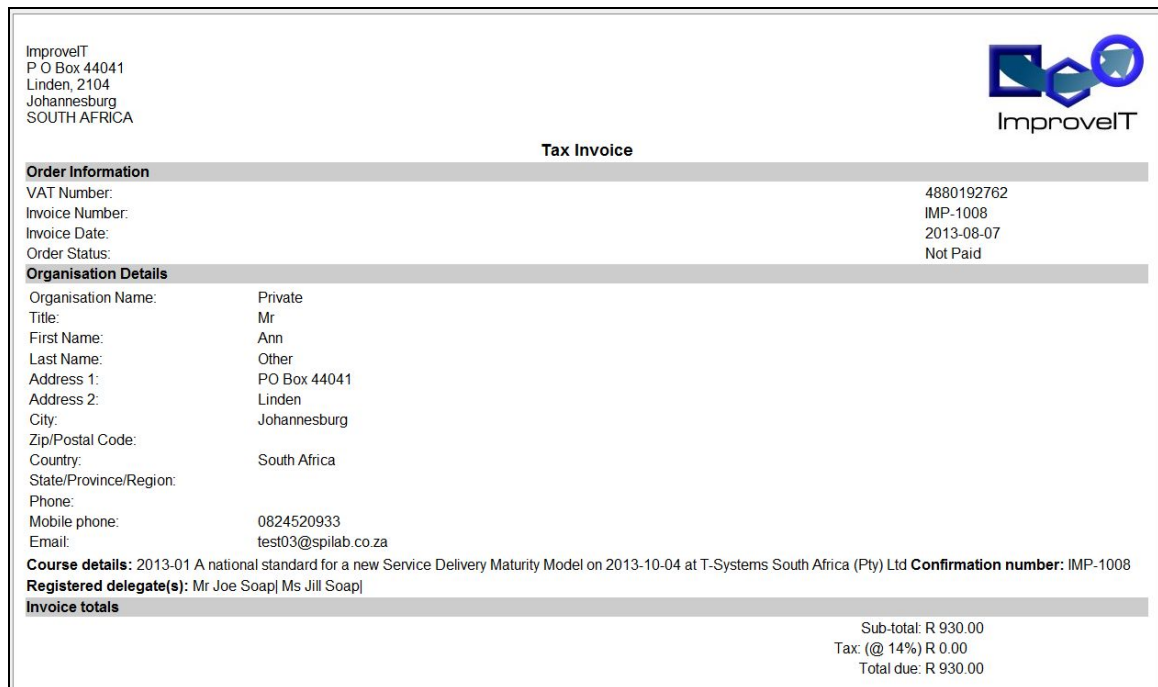 ImproveIT
P O Box 44041
Linden, 2104
Johannesburg
SOUTH AFRICA
ImproveIT
Tax Invoice
Order Information
VAT Number: 4880192762
Invoice Number: IMP-1008
Invoice Date: 2013-08-07
Order Status: Not Paid
Organisation Details
Organisation Name: Private
Title: Mr
First Name: Ann
Last Name: Other
Address 1: PO Box 44041
Address 2: Linden
City: Johannesburg
Zip/Postal Code:
Country: South Africa
State/Province/Region:
Phone:
Mobile phone: 0824520933
Email: test03@spilab.co.za
Course details: 2013-01 A national standard for a new Service Delivery Maturity Model on 2013-10-04 at T-Systems South Africa (Pty) Ltd Confirmation number: IMP-1008
Registered delegate(s): Mr Joe Soap| Ms Jill Soap|
Invoice totals
Sub-total: R 930.00
Tax: (@ 14%) R 0.00
Total due: R 930.00